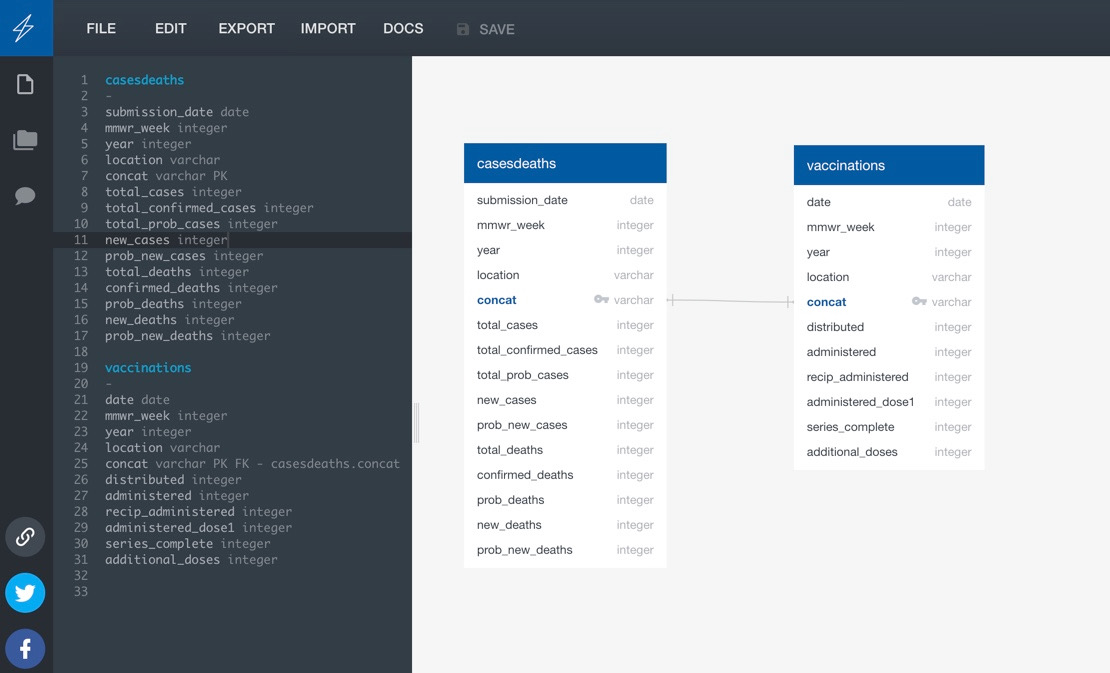 FILE EDIT EXPORT IMPORT DOCS SAVE
1 casesdeaths
2 -
3 submission_date date
4 mmwr_week integer
5 year integer
6 location varchar
7 concat varchar PK
8 total_cases integer
9 total_confirmed_cases integer
10 total_prob_cases integer
11 new_cases integer
12 prob_new_cases integer
13 total_deaths integer
14 confirmed_deaths integer
15 prob_deaths integer
16 new_deaths integer
17 prob_new_deaths integer
18
19 vaccinations
20 -
21 date date
22 mmwr_week integer
23 year integer
24 location varchar
25 concat varchar PK FK - casesdeaths.concat
26 distributed integer
27 administered integer
28 recip_administered integer
29 administered_dose1 integer
30 series_complete integer
31 additional_doses integer
32
33
casesdeaths
submission_date date
mmwr_week integer
year integer
location varchar
concat varchar
total_cases integer
total_confirmed_cases integer
total_prob_cases integer
new_cases integer
prob_new_cases integer
total_deaths integer
confirmed_deaths integer
prob_deaths integer
new_deaths integer
prob_new_deaths integer
vaccinations
date date
mmwr_week integer
year integer
location varchar
concat varchar
distributed integer
administered integer
recip_administered integer
administered_dose1 integer
series_complete integer
additional_doses integer